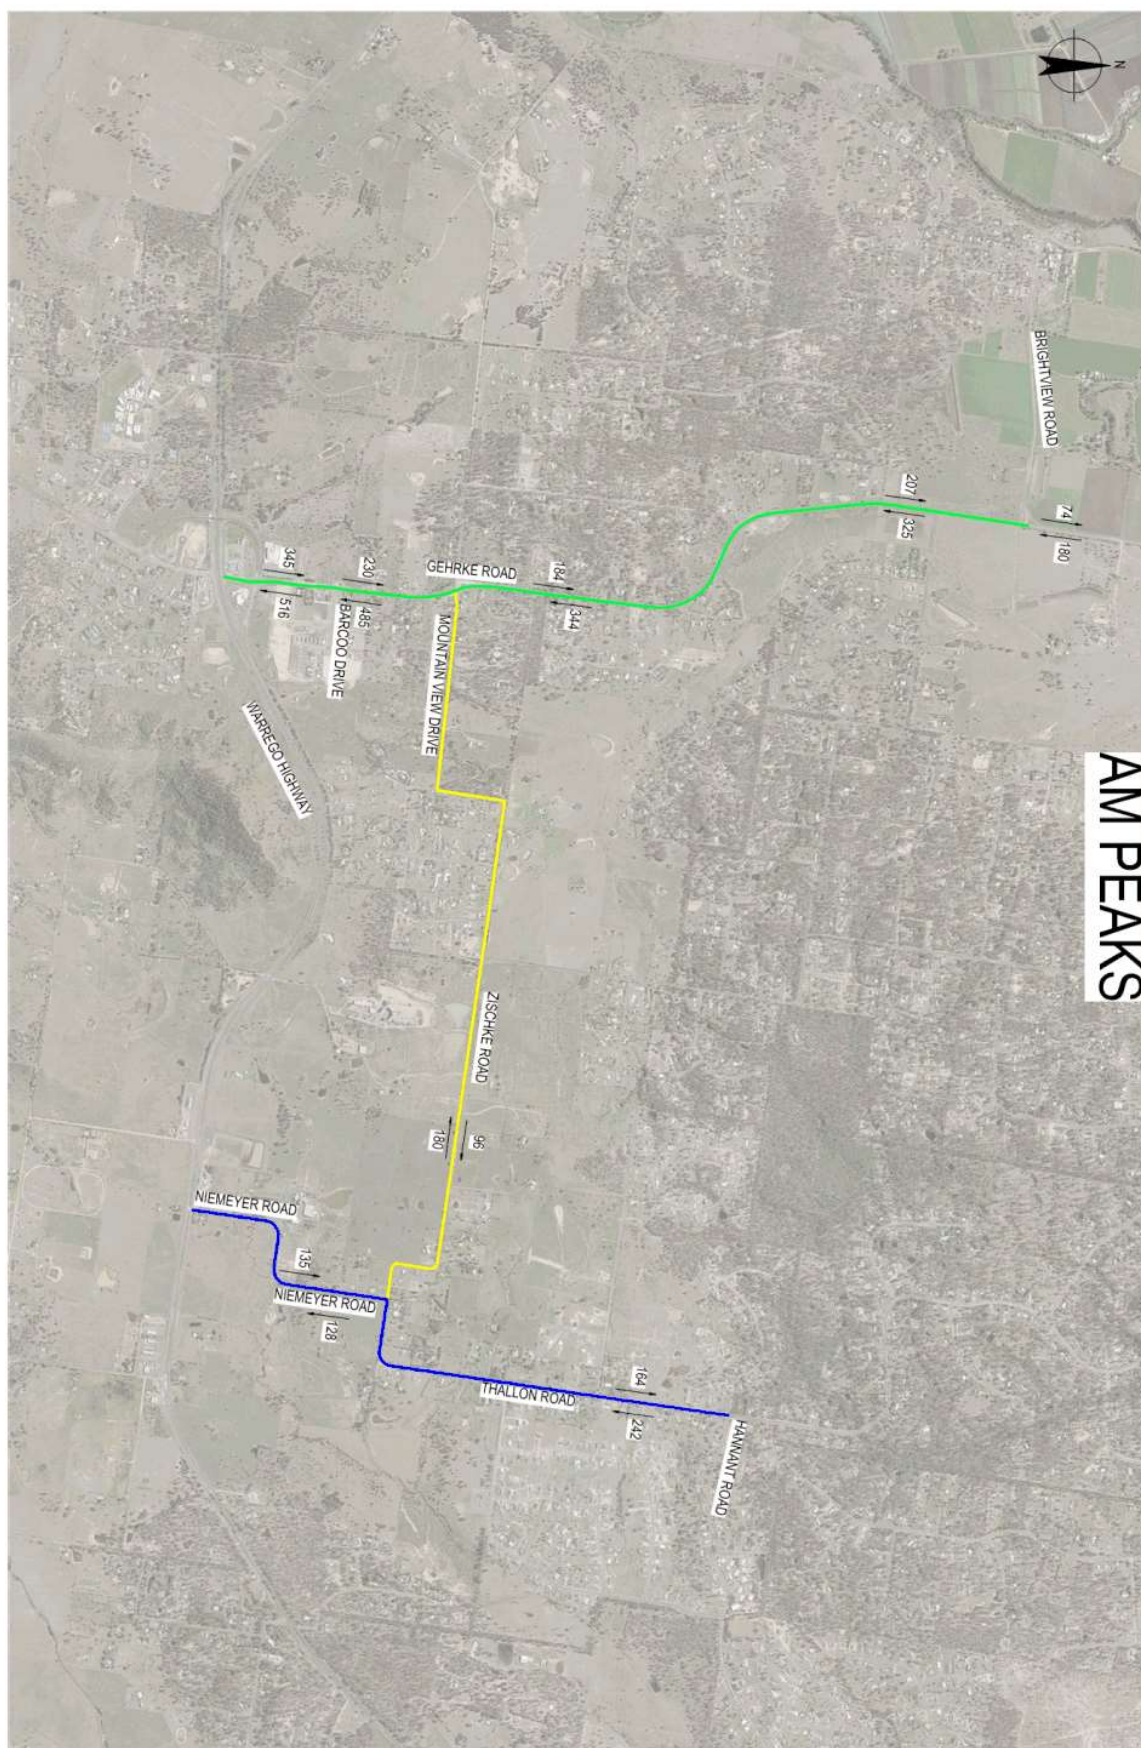 AM PEAKS
N
BRIGHTVIEW ROAD
74
180
207
325
184
344
GEHRKE ROAD
230
485
345
516
BARCOO DRIVE
MOUNTAIN VIEW DRIVE
WARREGO HIGHWAY
ZISCHKE ROAD
96
180
NIEMEYER ROAD
135
NIEMEYER ROAD
128
THALLON ROAD
164
242
HANNANT ROAD